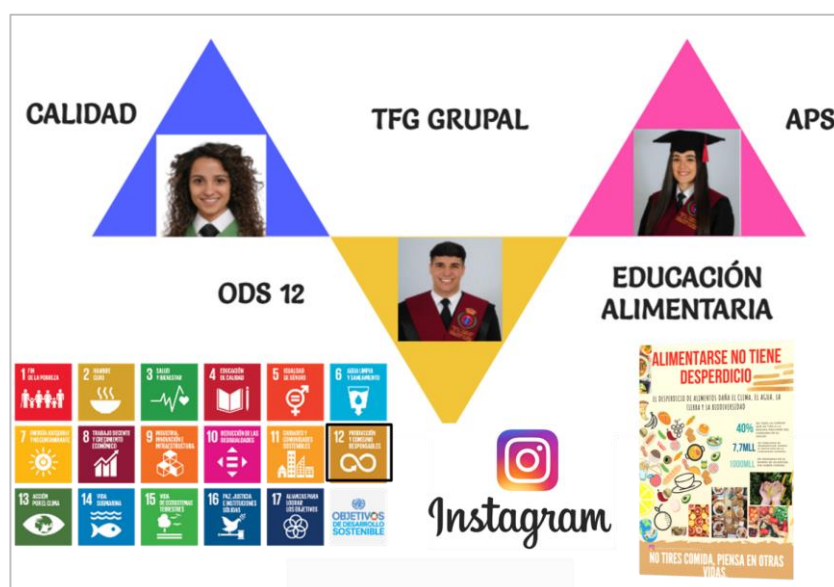 CALIDAD
TFG GRUPAL
APS
ODS 12
EDUCACIÓN
ALIMENTARIA
1 FIN
DE LA POBREZA
2 HAMBRE
CERO
3 SALUD
Y BIENESTAR
4 EDUCACIÓN
DE CALIDAD
5 IGUALDAD
DE GÉNERO
6 AGUA LIMPIA
Y SANEAMIENTO
7 ENERGÍA ASEQUIBLE
Y NO CONTAMINANTE
8 TRABAJO DECENTE
Y CRECIMIENTO
ECONÓMICO
9 INDUSTRIA,
INNOVACIÓN E
INFRAESTRUCTURA
10 REDUCCIÓN DE LAS
DESIGUALDADES
11 CIUDADES Y
COMUNIDADES
SOSTENIBLES
12 PRODUCCIÓN
Y CONSUMO
RESPONSABLES
13 ACCIÓN
POR EL CLIMA
14 VIDA
SUBMARINA
15 VIDA
DE ECOSISTEMAS
TERRESTRES
16 PAZ, JUSTICIA
E INSTITUCIONES
SÓLIDAS
17 ALIANZAS PARA
LOGRAR
LOS OBJETIVOS
OBJETIVOS
DE DESARROLLO
SOSTENIBLE
Instagram
ALIMENTARSE NO TIENE
DESPERDICIO
EL DESPERDICIO DE ALIMENTOS DAÑA EL CLIMA, EL AGUA, LA
TIERRA Y LA BIODIVERSIDAD
40%
7,7MLL
1000MLL
NO TIRES COMIDA, PIENSA EN OTRAS
VIDAS